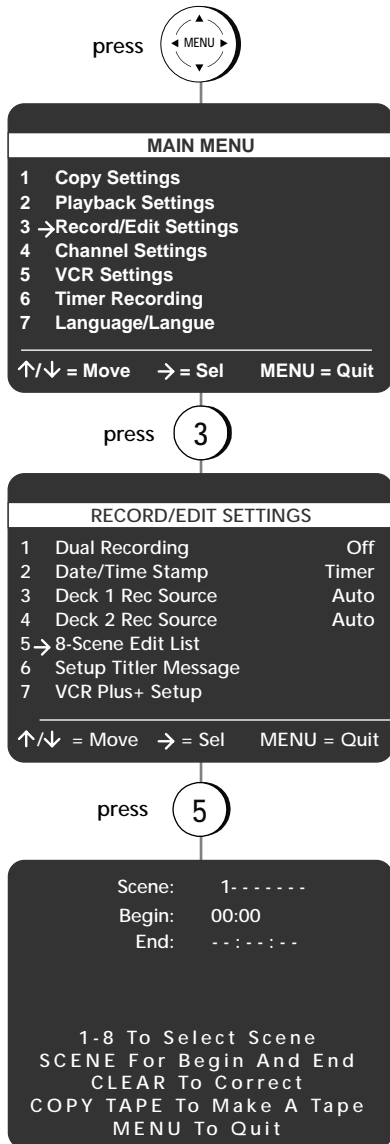 press MENU
MAIN MENU
1 Copy Settings
2 Playback Settings
3 →Record/Edit Settings
4 Channel Settings
5 VCR Settings
6 Timer Recording
7 Language/Langue
↑/↓ = Move → = Sel MENU = Quit
press 3
RECORD/EDIT SETTINGS
1 Dual Recording Off
2 Date/Time Stamp Timer
3 Deck 1 Rec Source Auto
4 Deck 2 Rec Source Auto
5→ 8-Scene Edit List
6 Setup Titler Message
7 VCR Plus+ Setup
↑/↓ = Move → = Sel MENU = Quit
press 5
Scene: 1- - - - - - -
Begin: 00:00
End: - - : - - : - -
1-8 To Select Scene
SCENE For Begin And End
CLEAR To Correct
COPY TAPE To Make A Tape
MENU To Quit